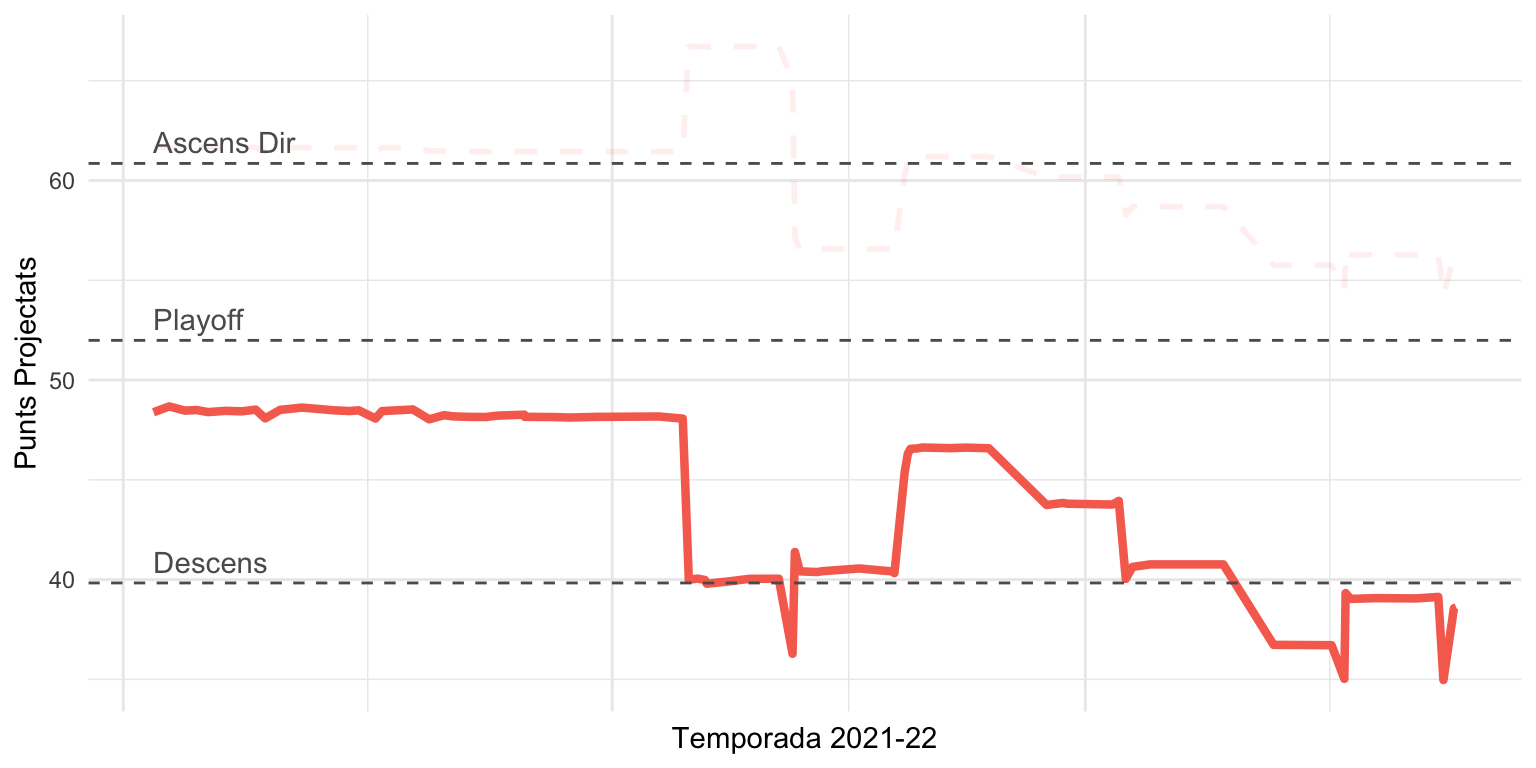 Ascens Dir
60
Playoff
50
Descens
40
Punts Projectats
Temporada 2021-22